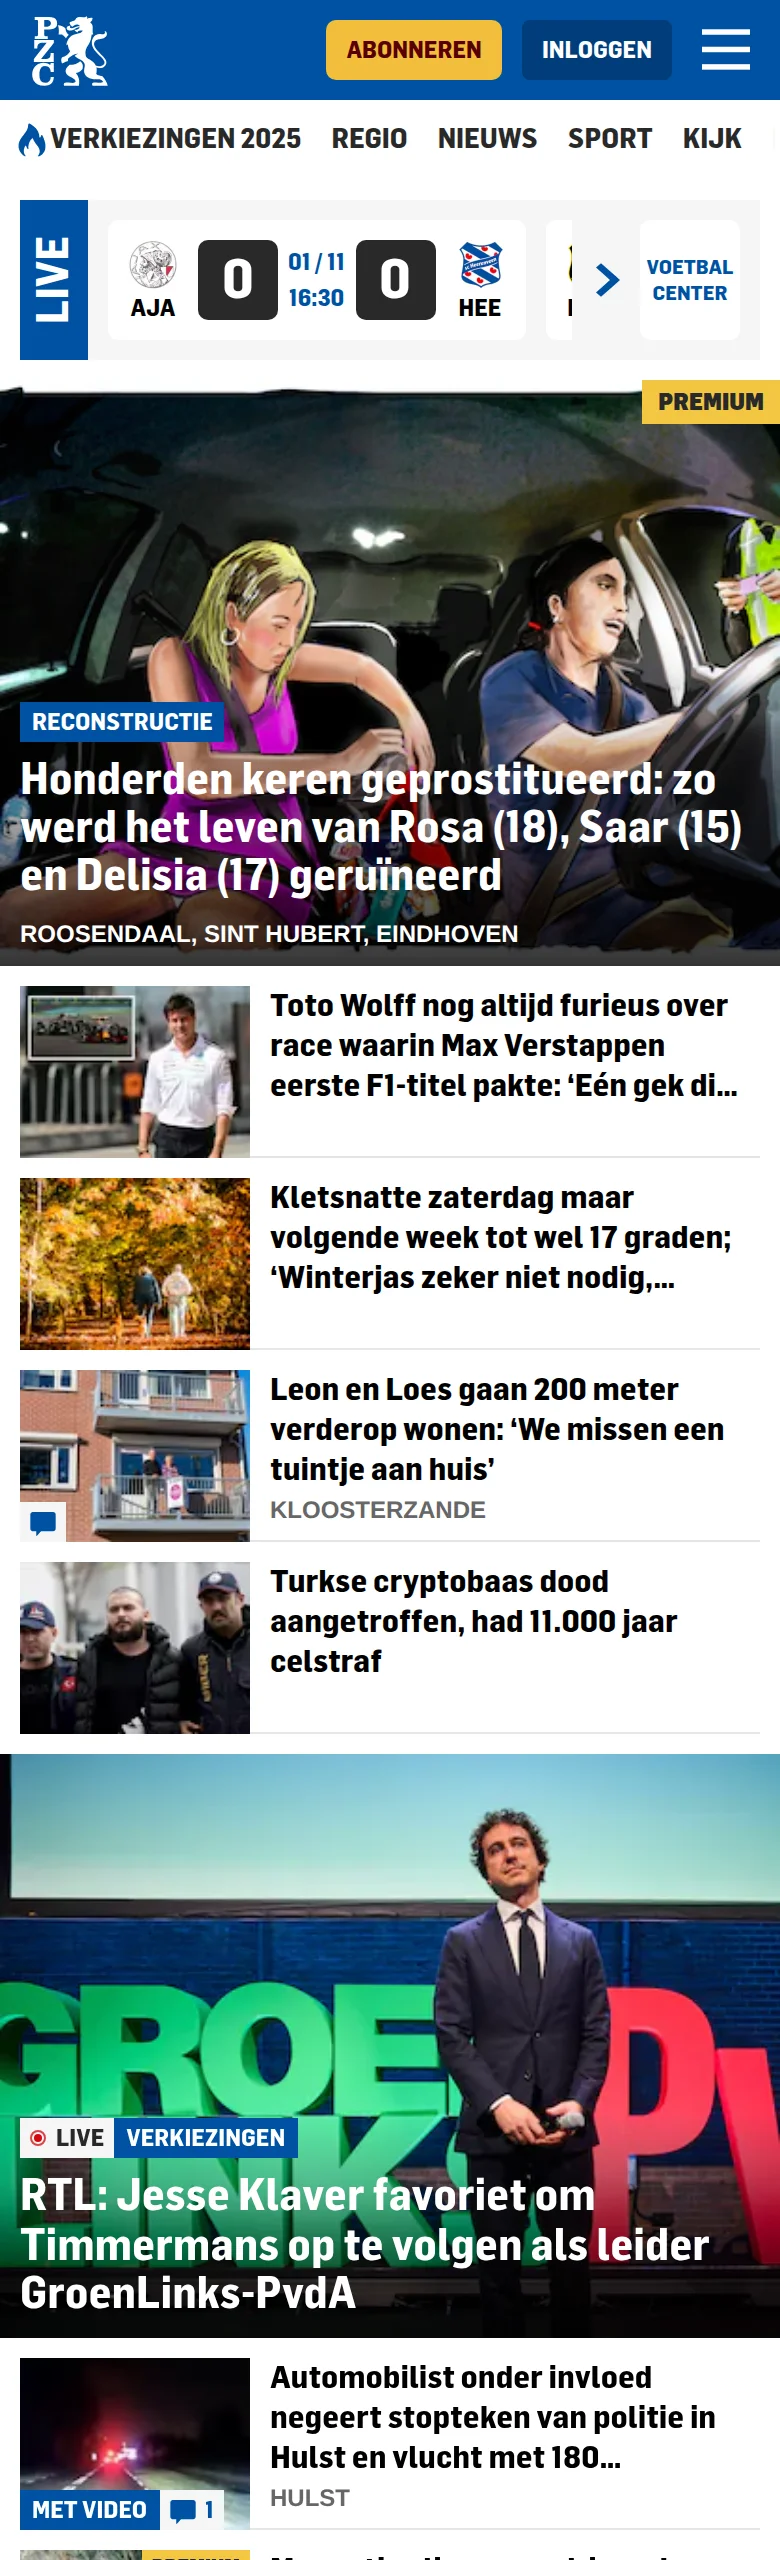 PZC
ABONNEREN
INLOGGEN
VERKIEZINGEN 2025 REGIO NIEUWS SPORT KIJK
LIVE
AJA
0
01 / 11
16:30
0
HEE
VOETBAL
CENTER
PREMIUM
RECONSTRUCTIE
Honderden keren geprostitueerd: zo
werd het leven van Rosa (18), Saar (15)
en Delisia (17) geruïneerd
ROOSENDAAL, SINT HUBERT, EINDHOVEN
Toto Wolff nog altijd furieus over
race waarin Max Verstappen
eerste F1-titel pakte: ‘Eén gek di...
Kletsnatte zaterdag maar
volgende week tot wel 17 graden;
‘Winterjas zeker niet nodig,...
Leon en Loes gaan 200 meter
verderop wonen: ‘We missen een
tuintje aan huis’
KLOOSTERZANDE
Turkse cryptobaas dood
aangetroffen, had 11.000 jaar
celstraf
LIVE VERKIEZINGEN
RTL: Jesse Klaver favoriet om
Timmermans op te volgen als leider
GroenLinks-PvdA
Automobilist onder invloed
negeert stopteken van politie in
Hulst en vlucht met 180...
HULST
MET VIDEO 1